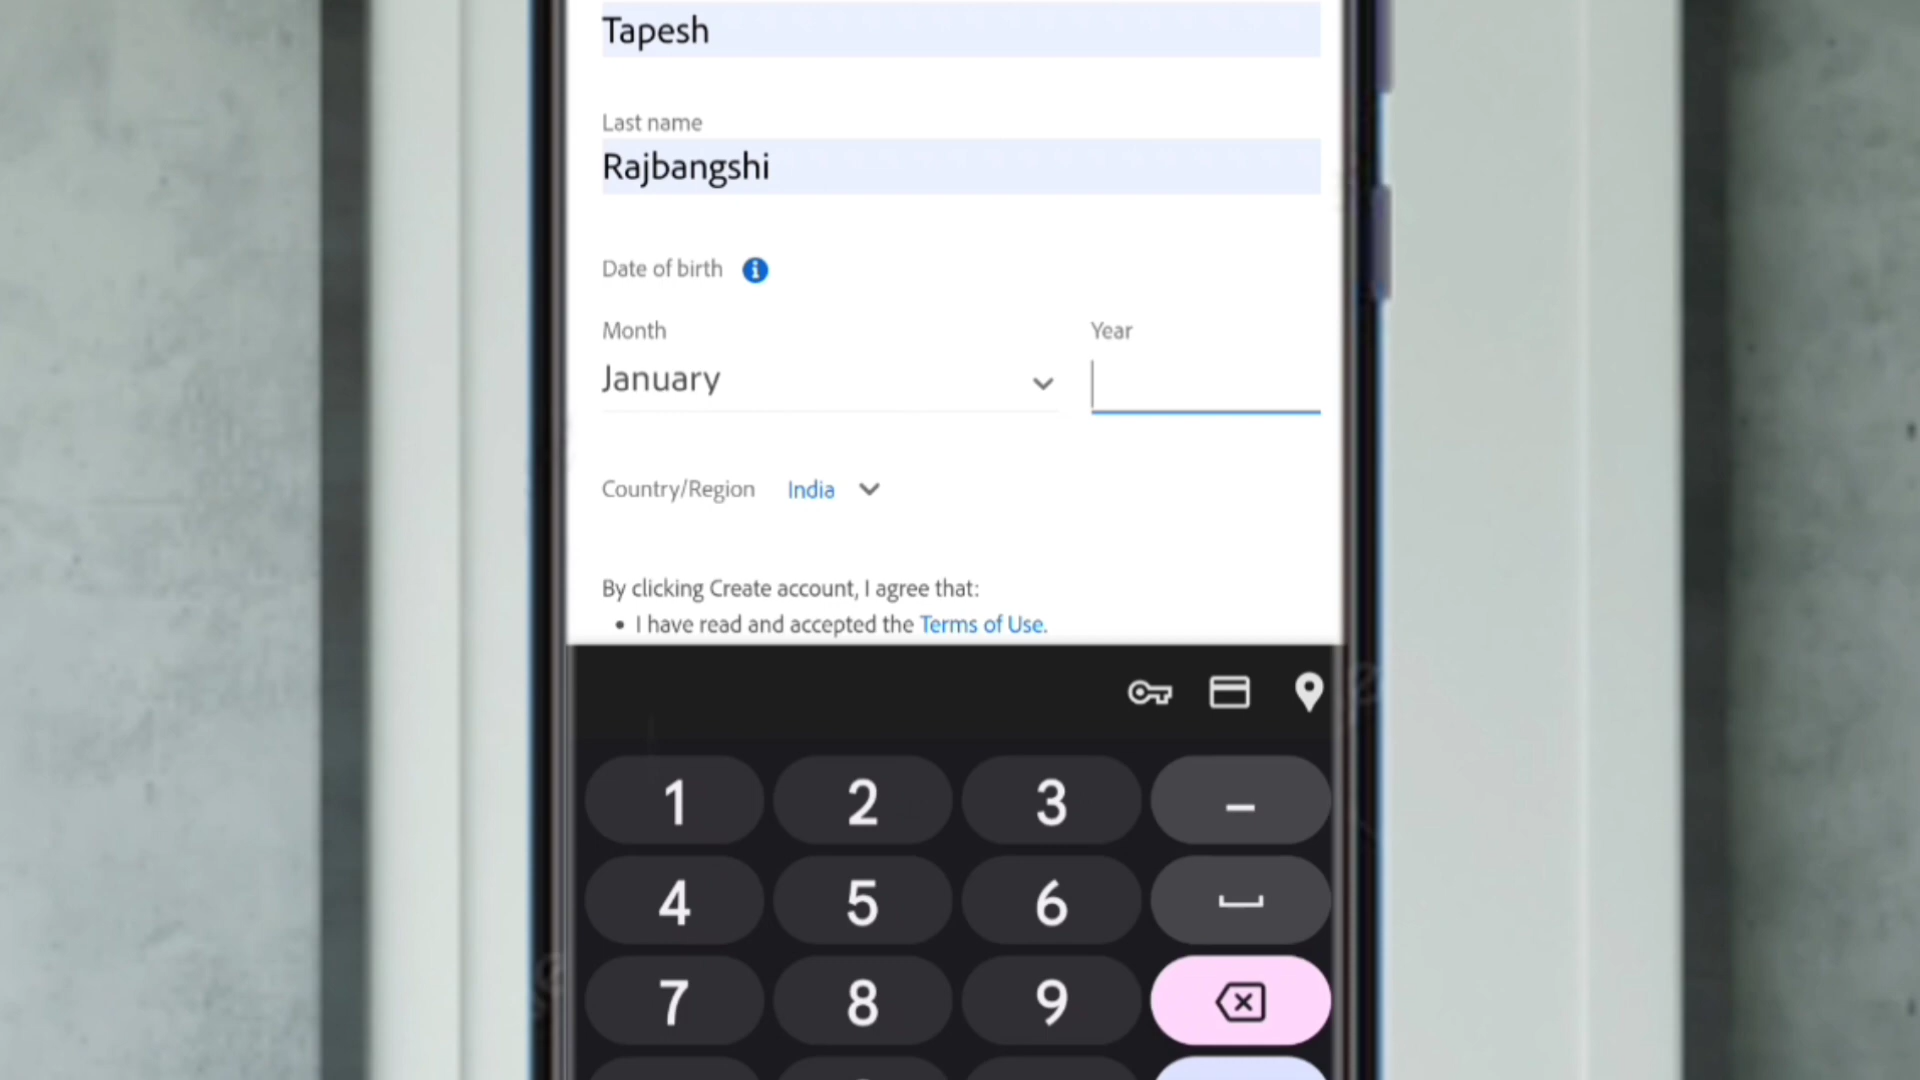 Tapesh
Last name
Rajbangshi
Date of birth
Month
Year
January
Country/Region India
By clicking Create account, I agree that:
• I have read and accepted the Terms of Use.
1 2 3 –
4 5 6
7 8 9